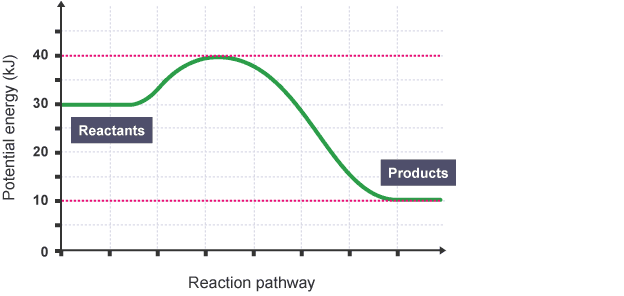 Potential energy (kJ)
40
30
20
10
0
Reactants
Products
Reaction pathway